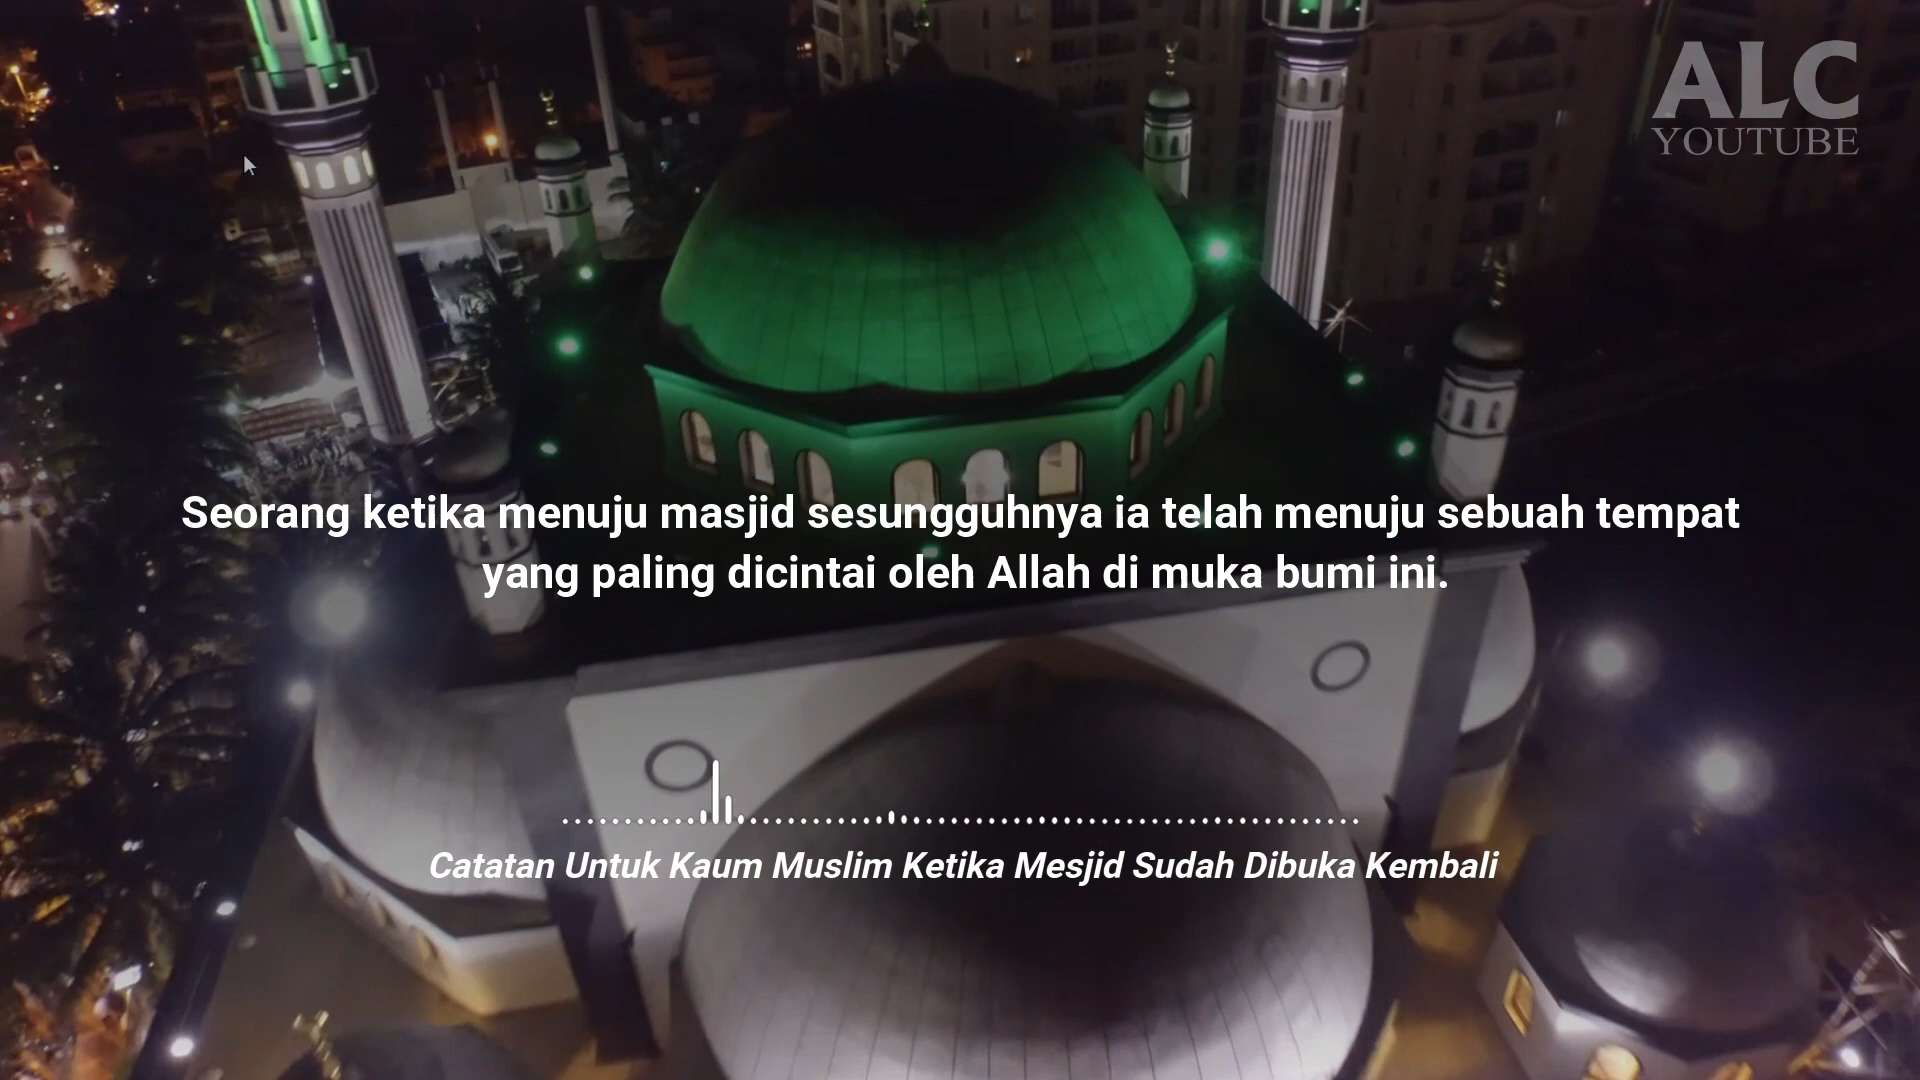 ALC
YOUTUBE
Seorang ketika menuju masjid sesungguhnya ia telah menuju sebuah tempat
yang paling dicintai oleh Allah di muka bumi ini.
Catatan Untuk Kaum Muslim Ketika Mesjid Sudah Dibuka Kembali